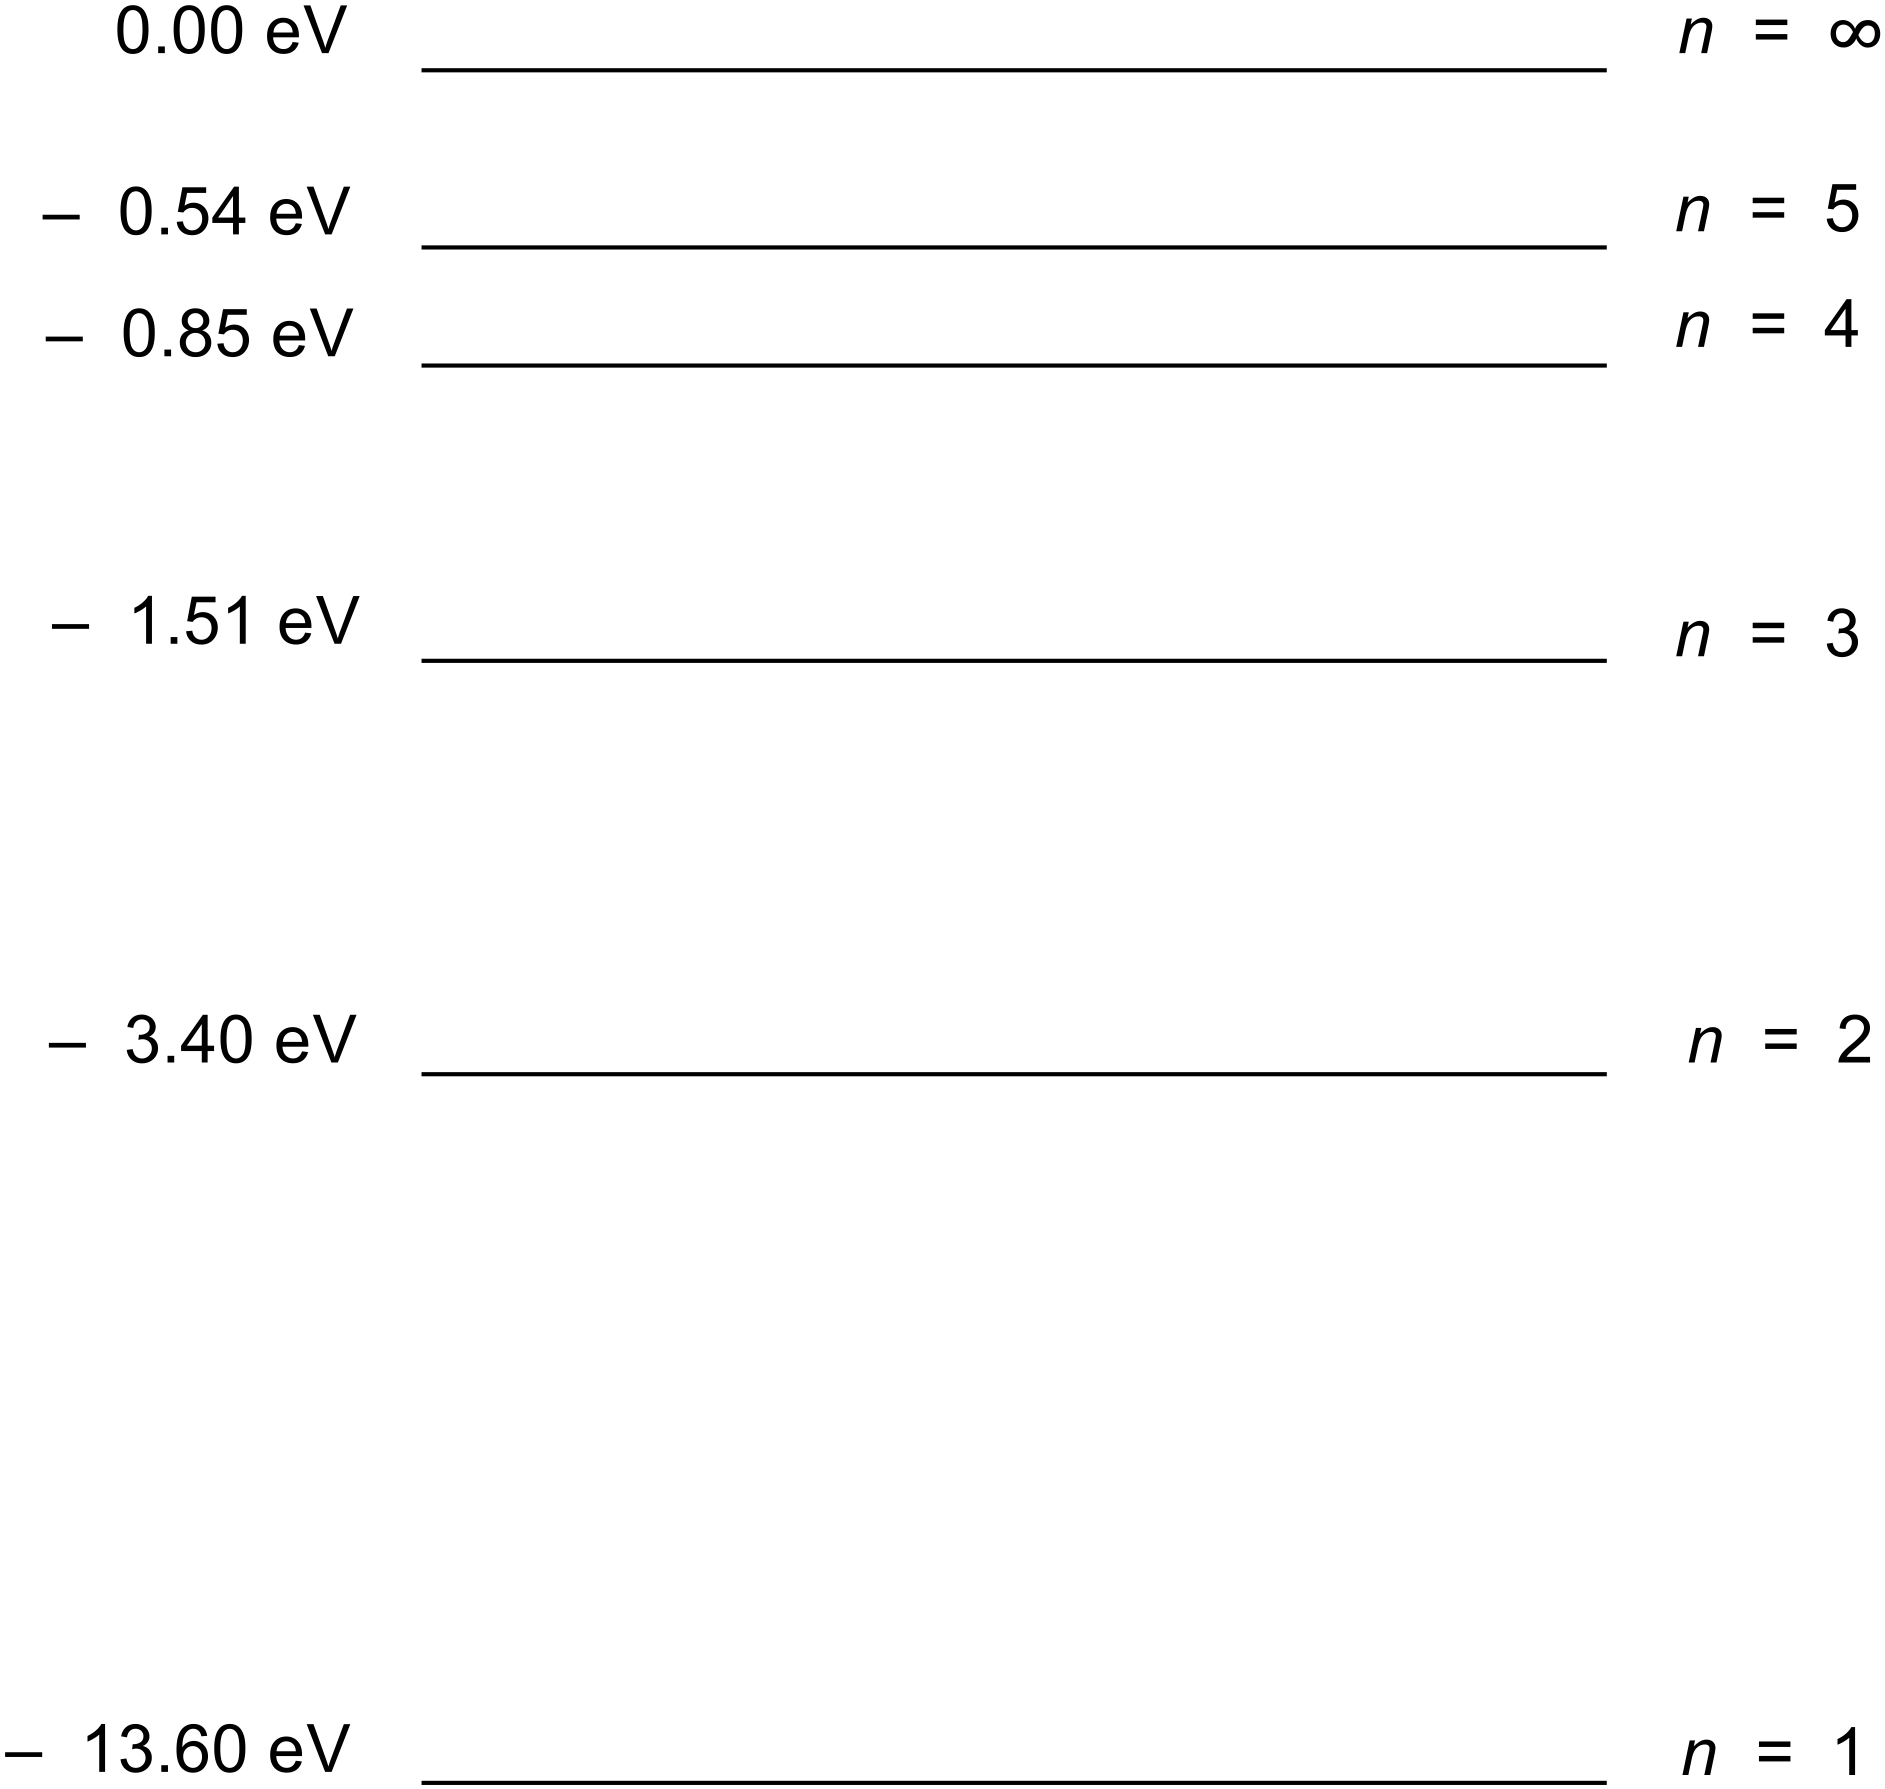 0.00 eV n = ∞
– 0.54 eV n = 5
– 0.85 eV n = 4
– 1.51 eV n = 3
– 3.40 eV n = 2
– 13.60 eV n = 1